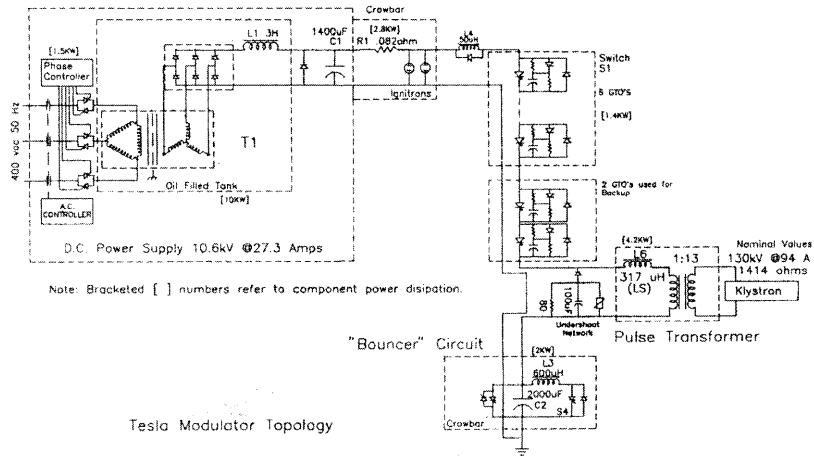 Crowbar
L1 .3H
1400uF
C1
[2.8KW]
R1 .082ohm
L4
50uH
[1.5KW]
Phase
Controller
Ignitrons
Switch
S1
6 GTO'S
[1.4KW]
400 vac 50 Hz
T1
Oil Filled Tank
[10KW]
A.C.
CONTROLLER
D.C. Power Supply 10.6kV @27.3 Amps
2 GTO's used for
Backup
[4.2KW]
L6
317 uH
(LS)
1:13
Nominal Values
130kV @94 A
1414 ohms
Klystron
Note: Bracketed [ ] numbers refer to component power disipation.
80
100uF
Undershoot
Network
Pulse Transformer
"Bouncer" Circuit
[2KW]
L3
600uH
2000uF
C2
S4
Crowbar
Tesla Modulator Topology